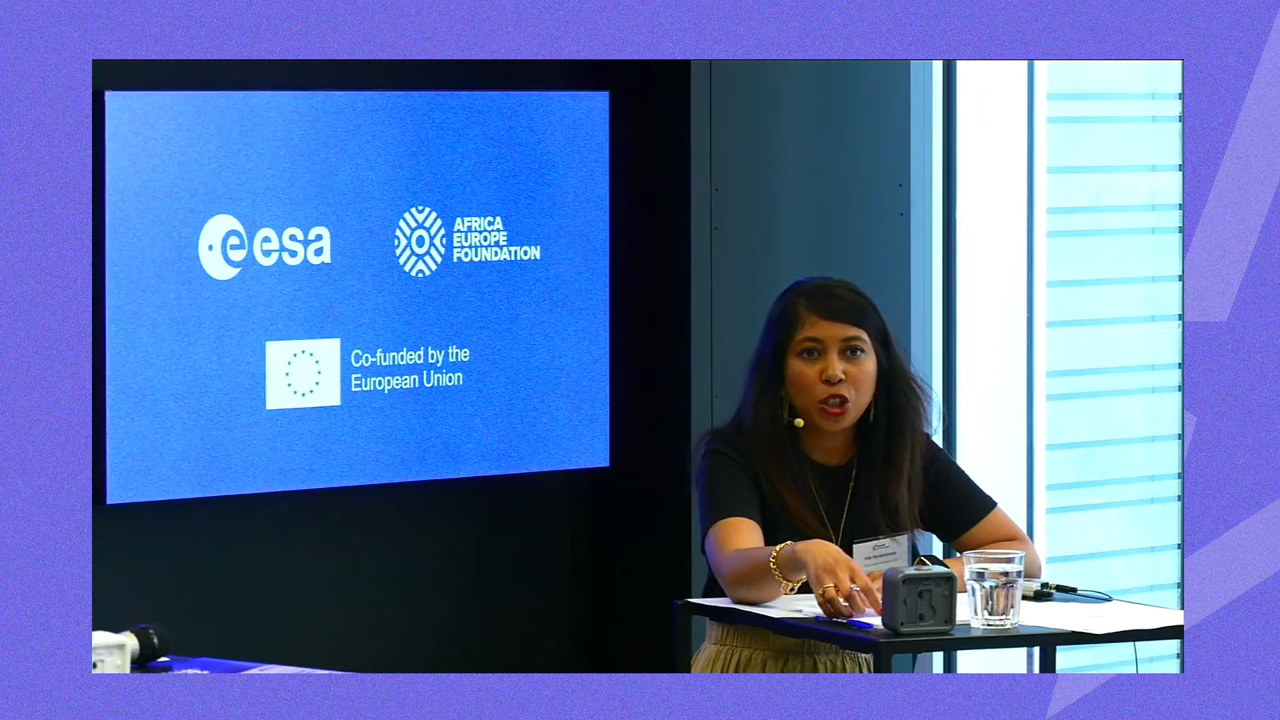 esa
AFRICA
EUROPE
FOUNDATION
Co-funded by the
European Union